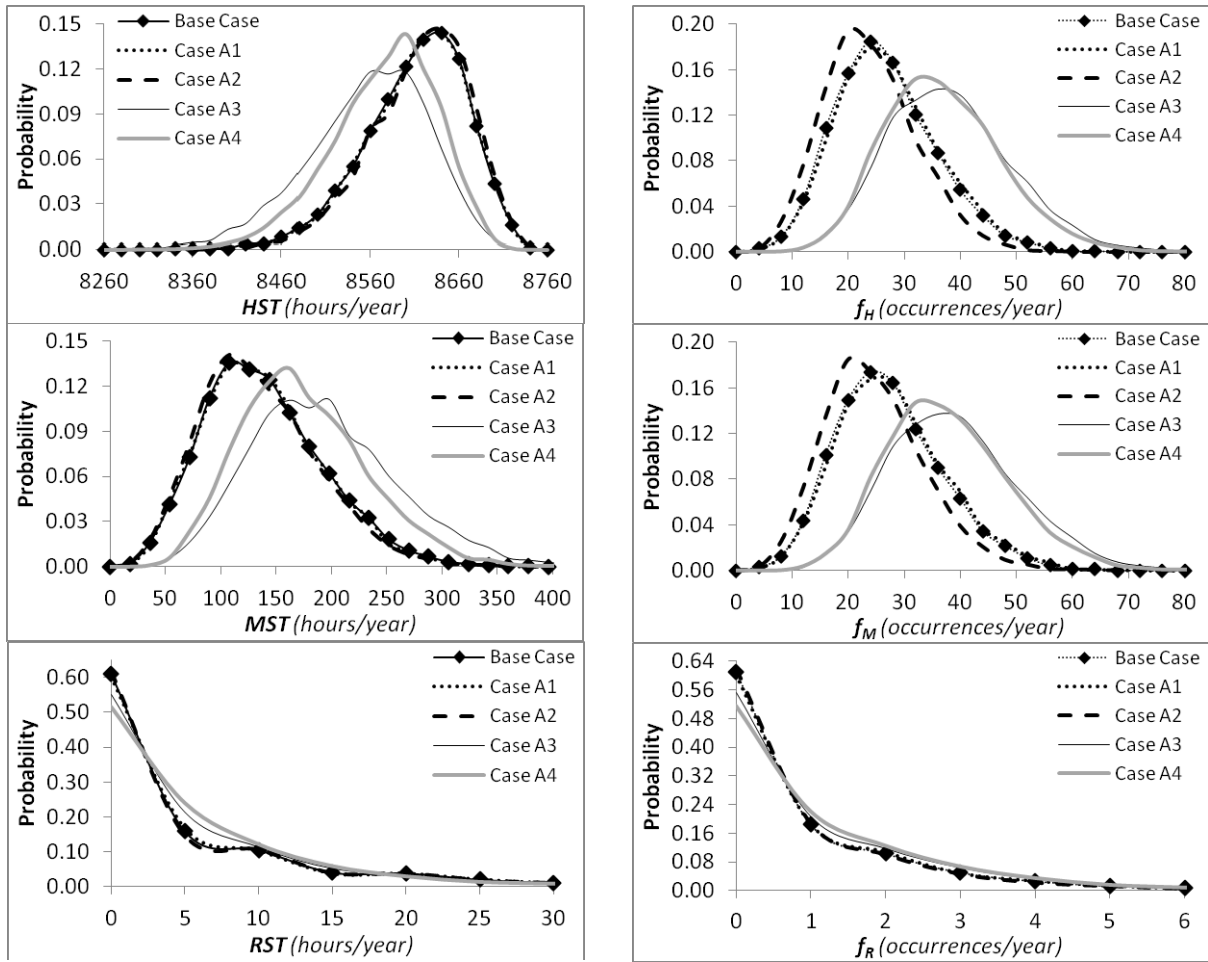 Probability
0.15
0.12
0.09
0.06
0.03
0.00
Base Case
Case A1
Case A2
Case A3
Case A4
8260 8360 8460 8560 8660 8760
HST (hours/year)
Probability
0.20
0.16
0.12
0.08
0.04
0.00
Base Case
Case A1
Case A2
Case A3
Case A4
0 10 20 30 40 50 60 70 80
fH (occurrences/year)
Probability
0.15
0.12
0.09
0.06
0.03
0.00
Base Case
Case A1
Case A2
Case A3
Case A4
0 50 100 150 200 250 300 350 400
MST (hours/year)
Probability
0.20
0.16
0.12
0.08
0.04
0.00
Base Case
Case A1
Case A2
Case A3
Case A4
0 10 20 30 40 50 60 70 80
fM (occurrences/year)
Probability
0.60
0.50
0.40
0.30
0.20
0.10
0.00
Base Case
Case A1
Case A2
Case A3
Case A4
0 5 10 15 20 25 30
RST (hours/year)
Probability
0.64
0.56
0.48
0.40
0.32
0.24
0.16
0.08
0.00
Base Case
Case A1
Case A2
Case A3
Case A4
0 1 2 3 4 5 6
fR (occurrences/year)